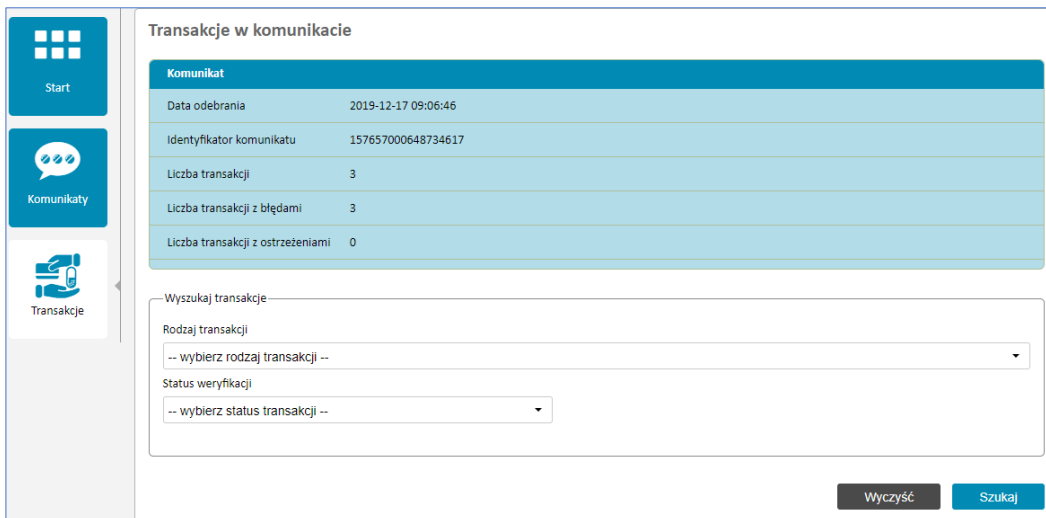 Start
Komunikaty
Transakcje
Transakcje w komunikacie
Komunikat
Data odebrania 2019-12-17 09:06:46
Identyfikator komunikatu 157657000648734617
Liczba transakcji 3
Liczba transakcji z błędami 3
Liczba transakcji z ostrzeżeniami 0
Wyszukaj transakcje
Rodzaj transakcji
-- wybierz rodzaj transakcji --
Status weryfikacji
-- wybierz status transakcji --
Wyczyść Szukaj